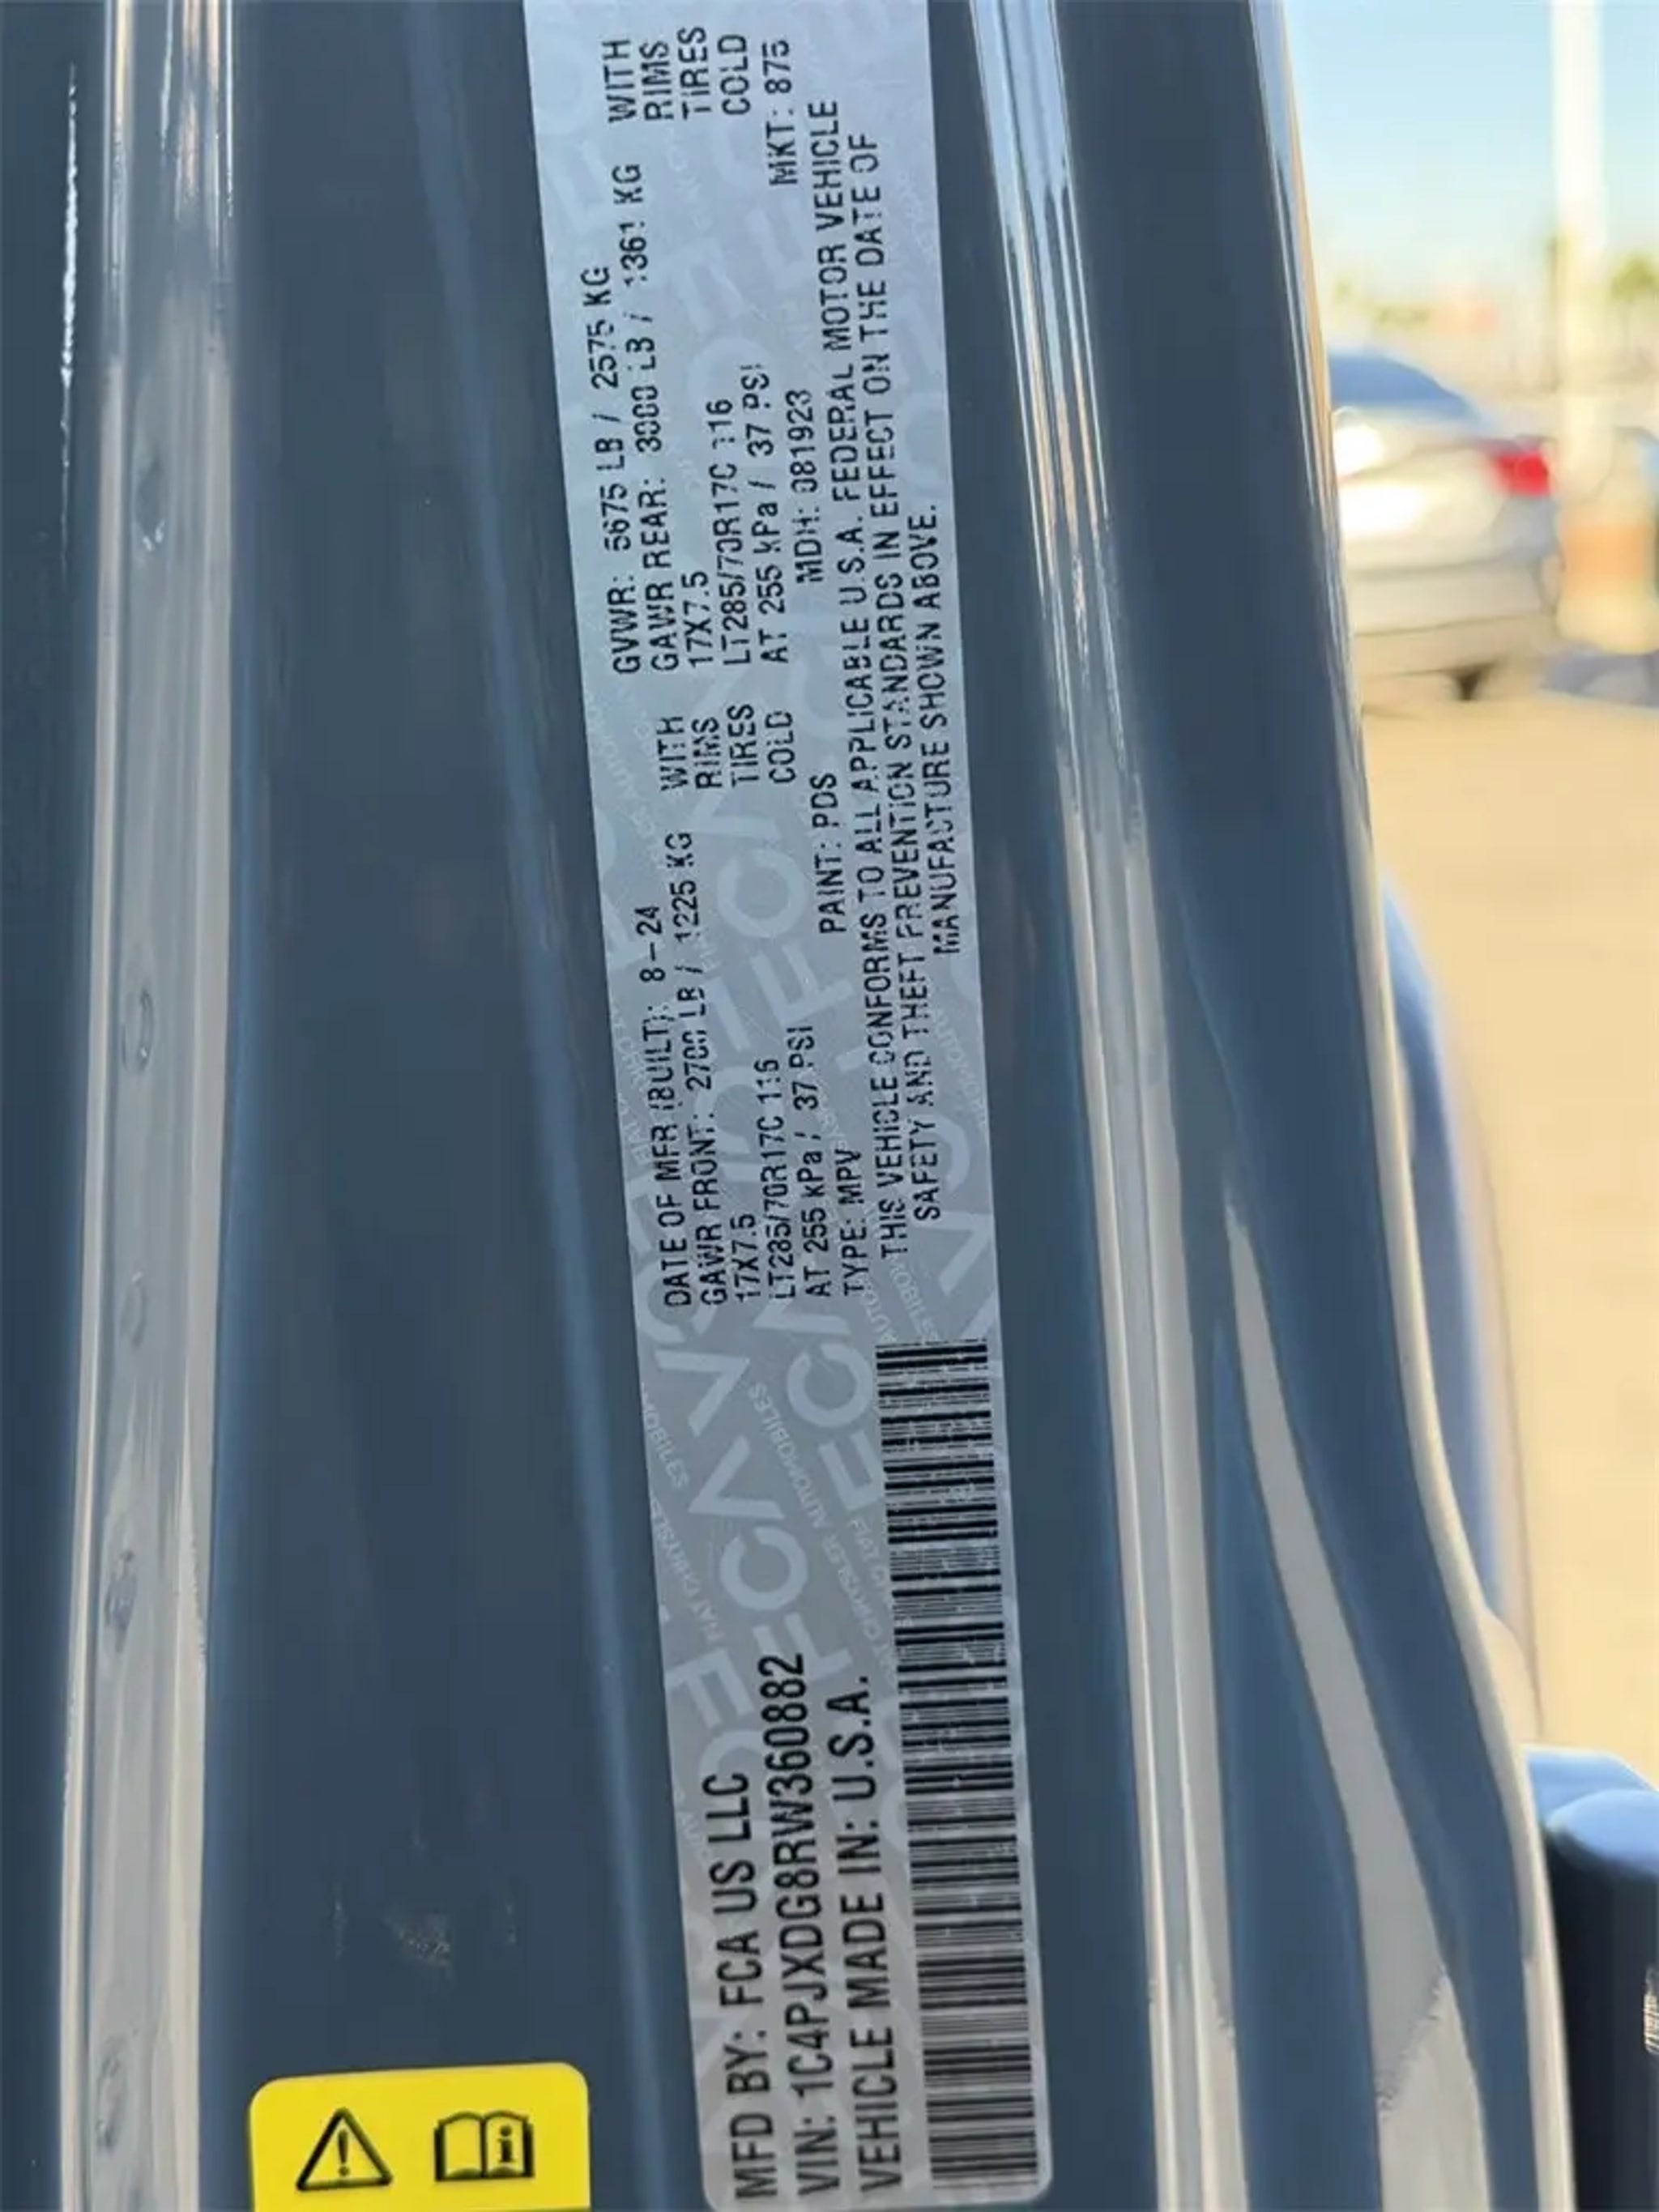 MFD BY: FCA US LLC
VIN: 1C4PJXDG8RW360882
VEHICLE MADE IN: U.S.A.
DATE OF MFR (BUILT): 8-24 GVWR: 5675 LB / 2575 KG
GAWR FRONT: 2700 LB / 1225 KG WITH GAWR REAR: 3000 LB / 1361 KG WITH
17X7.5 RIMS 17X7.5 RIMS
LT285/70R17C 116 TIRES LT285/70R17C 116 TIRES
AT 255 kPa / 37 PSI COLD AT 255 kPa / 37 PSI COLD
TYPE: MPV PAINT: PDS MDH: 081923 MKT: 875
THIS VEHICLE CONFORMS TO ALL APPLICABLE U.S.A. FEDERAL MOTOR VEHICLE
SAFETY AND THEFT PREVENTION STANDARDS IN EFFECT ON THE DATE OF
MANUFACTURE SHOWN ABOVE.